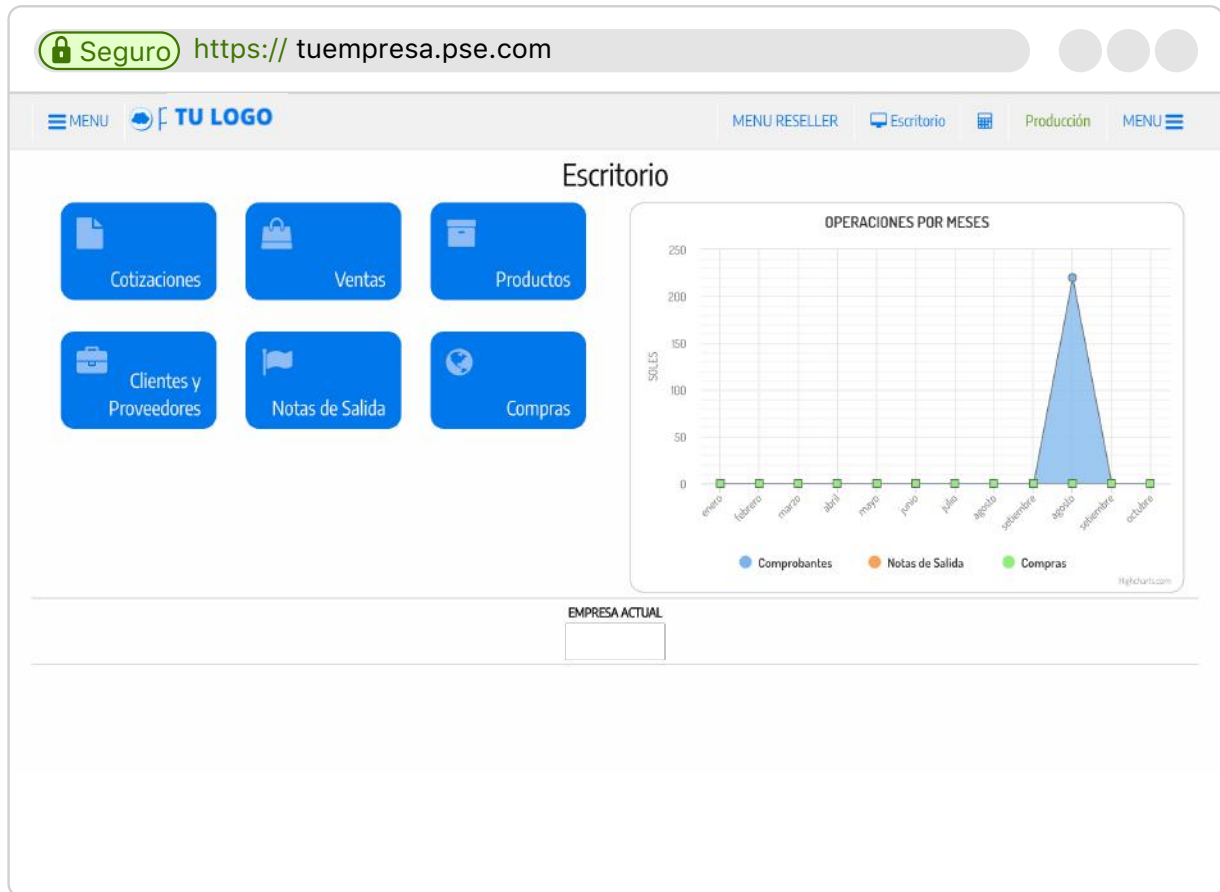 Seguro https:// tuempresa.pse.com
MENU TU LOGO MENU RESELLER Escritorio Producción MENU
Escritorio
Cotizaciones
Ventas
Productos
Clientes y
Proveedores
Notas de Salida
Compras
OPERACIONES POR MESES
250
200
150
100
50
0
SOLES
enero febrero marzo abril mayo junio julio agosto setiembre agosto setiembre octubre
Comprobantes Notas de Salida Compras
Highcharts.com
EMPRESA ACTUAL